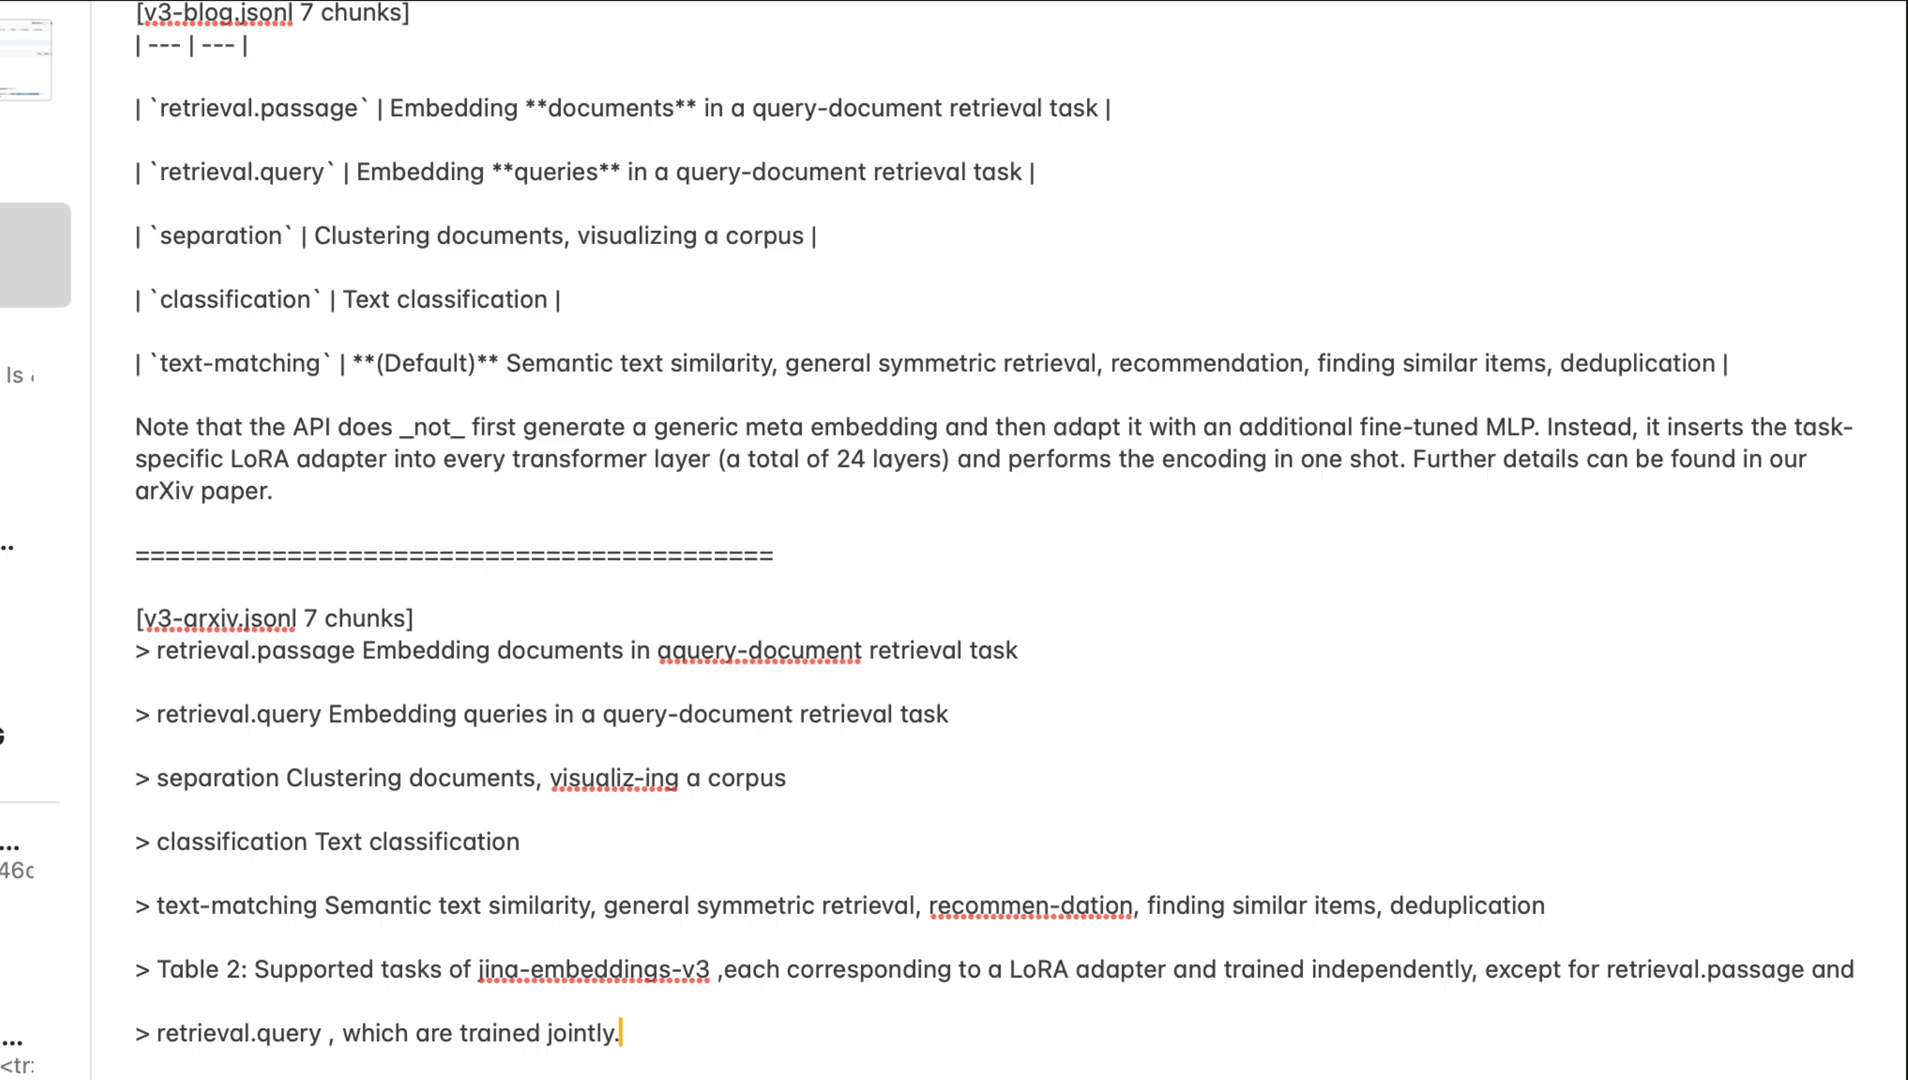 [v3-blog.jsonl 7 chunks]
| --- | --- |
| `retrieval.passage` | Embedding **documents** in a query-document retrieval task |
| `retrieval.query` | Embedding **queries** in a query-document retrieval task |
| `separation` | Clustering documents, visualizing a corpus |
| `classification` | Text classification |
Is
| `text-matching` | **(Default)** Semantic text similarity, general symmetric retrieval, recommendation, finding similar items, deduplication |
Note that the API does _not_ first generate a generic meta embedding and then adapt it with an additional fine-tuned MLP. Instead, it inserts the task-
specific LoRA adapter into every transformer layer (a total of 24 layers) and performs the encoding in one shot. Further details can be found in our
arXiv paper.
==========================================
[v3-arxiv.jsonl 7 chunks]
> retrieval.passage Embedding documents in aquery-document retrieval task
> retrieval.query Embedding queries in a query-document retrieval task
> separation Clustering documents, visualiz-ing a corpus
> classification Text classification
...
46c
> text-matching Semantic text similarity, general symmetric retrieval, recommen-dation, finding similar items, deduplication
> Table 2: Supported tasks of jina-embeddings-v3 ,each corresponding to a LoRA adapter and trained independently, except for retrieval.passage and
> retrieval.query , which are trained jointly.
...
<tr: